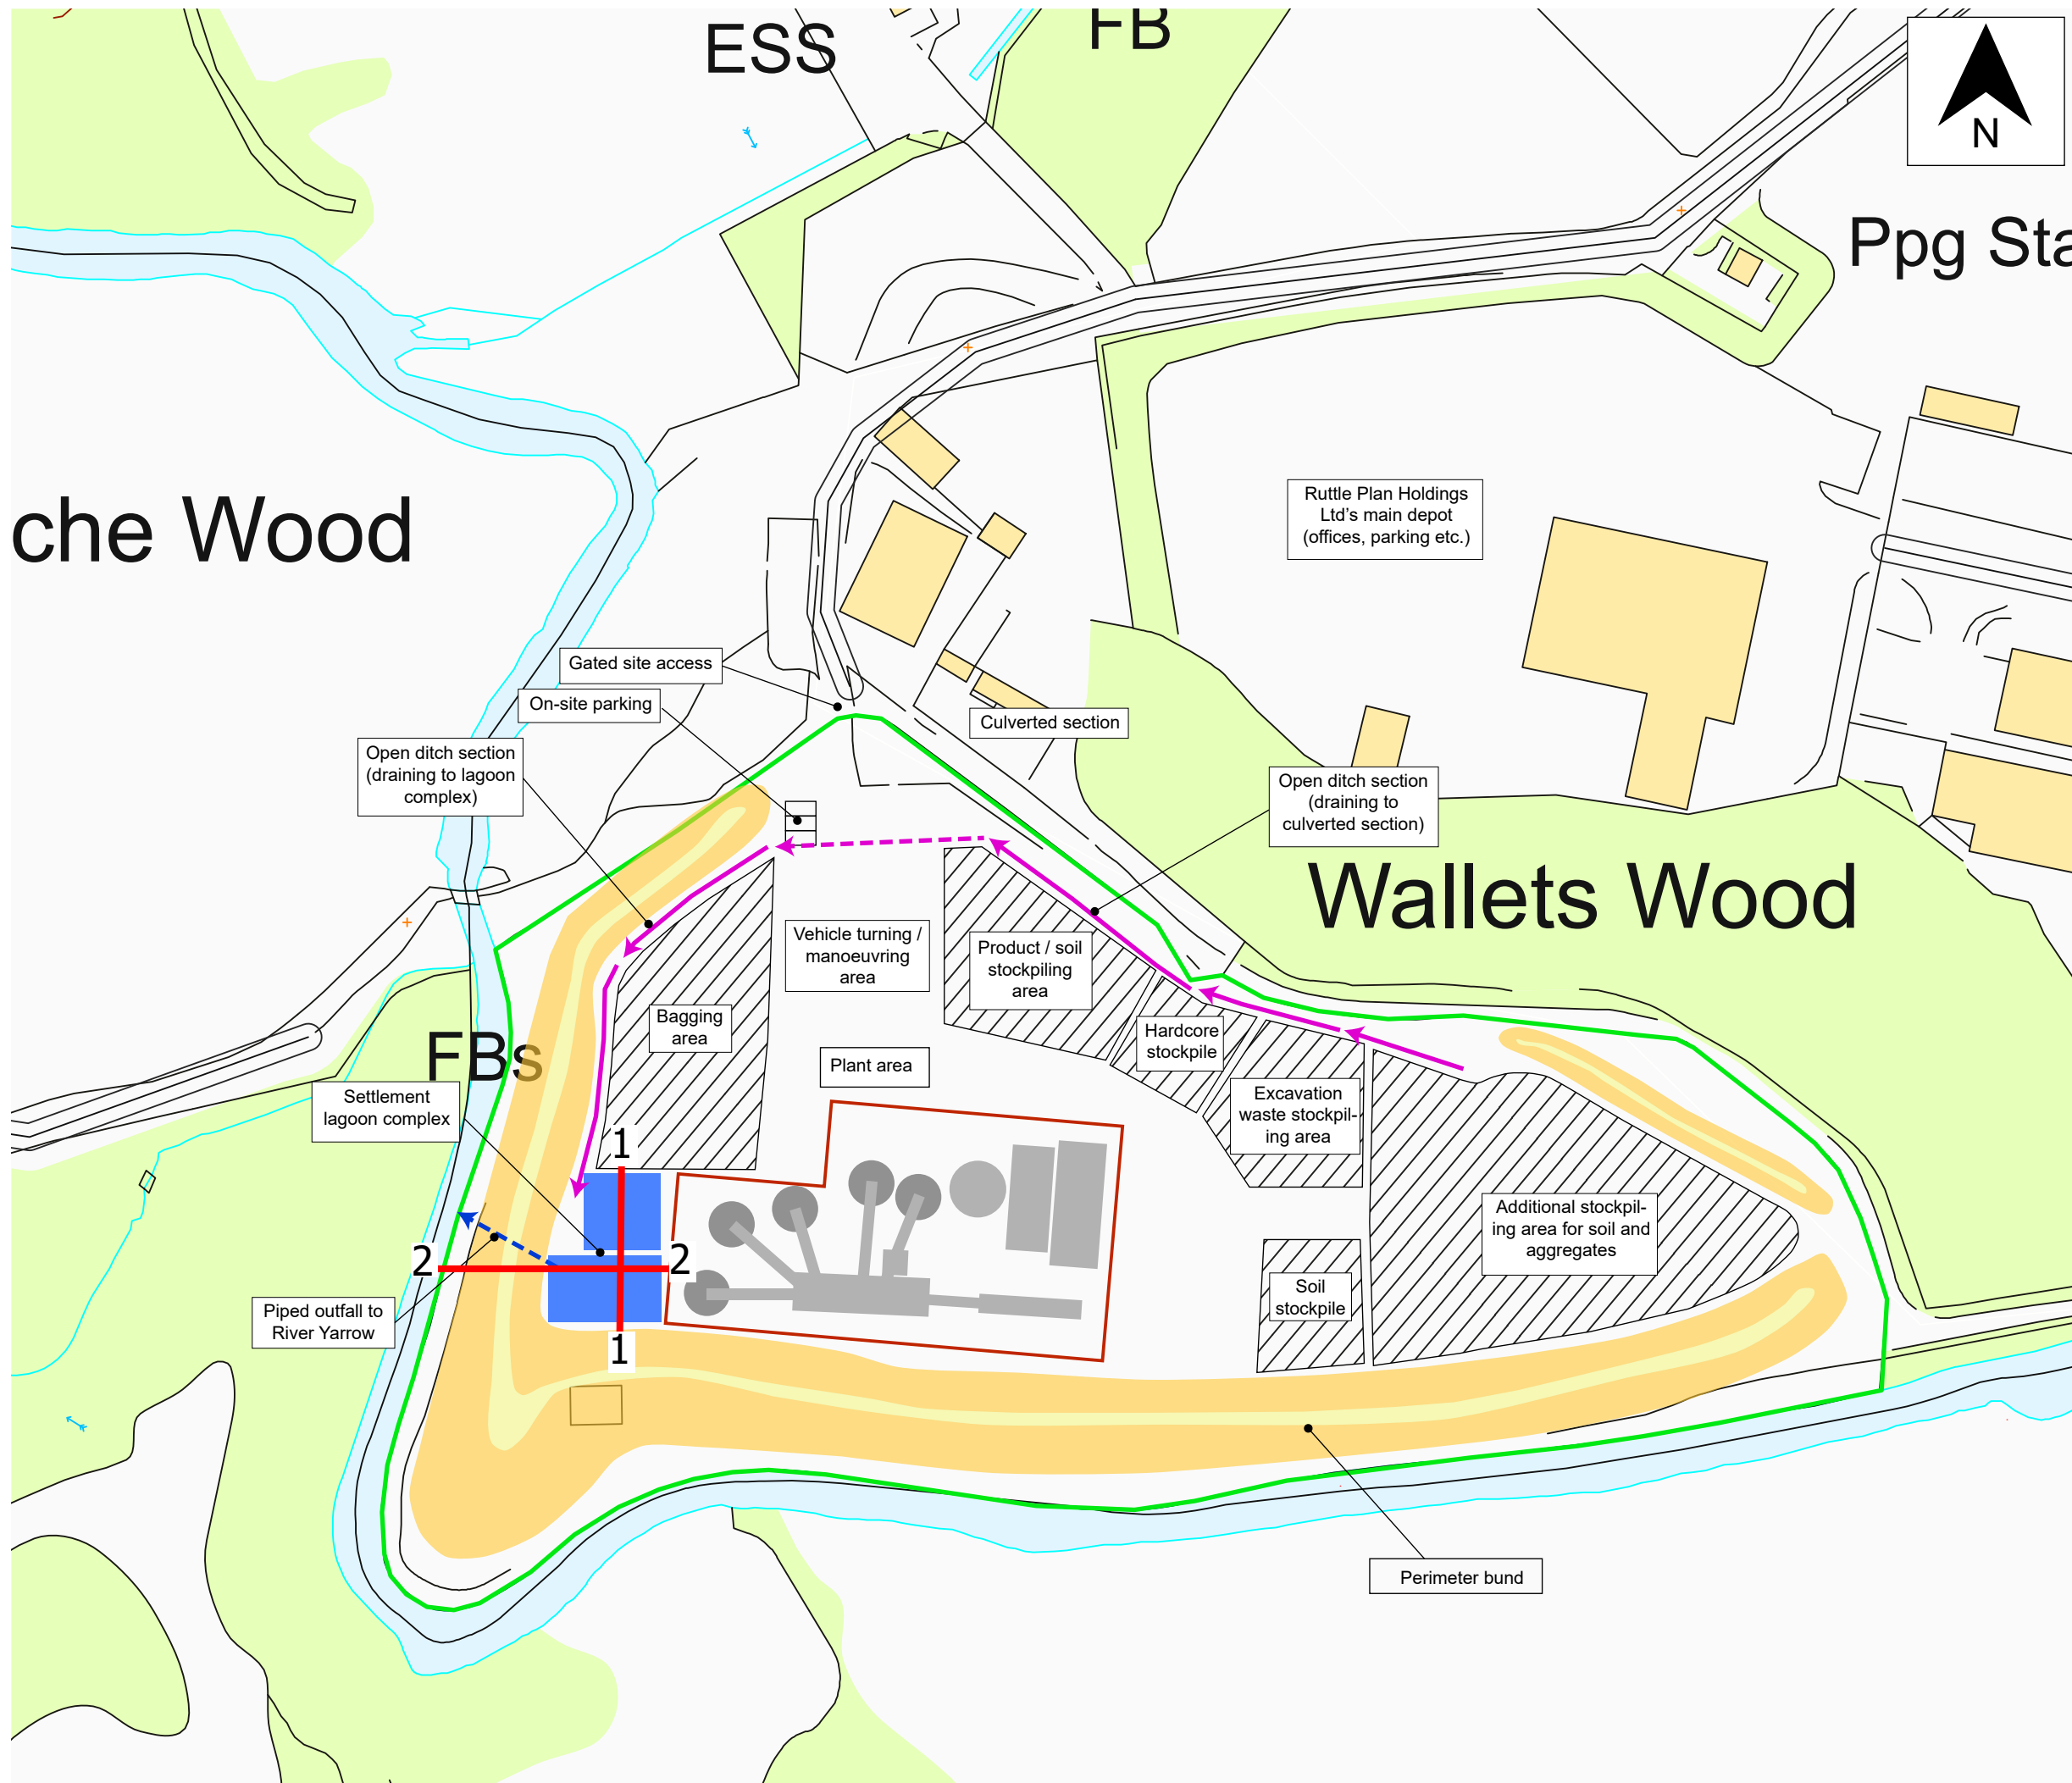 ESS
FB
N
Ppg Sta
che Wood
Ruttle Plan Holdings
Ltd's main depot
(offices, parking etc.)
Gated site access
On-site parking
Culverted section
Open ditch section
(draining to lagoon
complex)
Open ditch section
(draining to
culverted section)
Wallets Wood
Vehicle turning /
manoeuvring
area
Product / soil
stockpiling
area
Bagging
area
Hardcore
stockpile
FBs
Plant area
Settlement
lagoon complex
Excavation
waste stockpil-
ing area
1
Additional stockpil-
ing area for soil and
aggregates
2
2
Soil
stockpile
Piped outfall to
River Yarrow
1
Perimeter bund